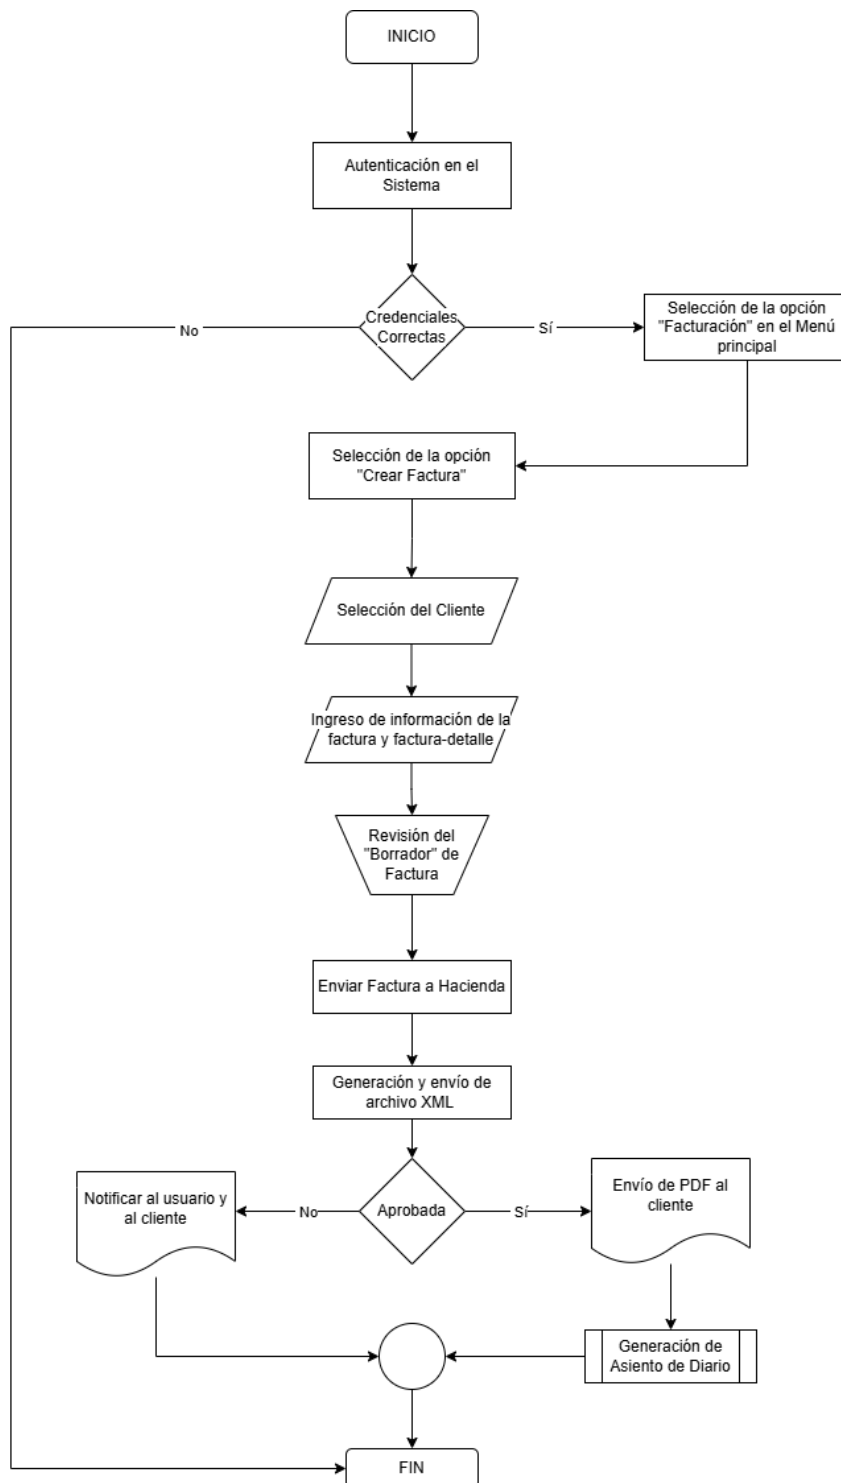 INICIO
Autenticación en el
Sistema
Credenciales
Correctas
No
Sí
Selección de la opción
"Facturación" en el Menú
principal
Selección de la opción
"Crear Factura"
Selección del Cliente
Ingreso de información de la
factura y factura-detalle
Revisión del
"Borrador" de
Factura
Enviar Factura a Hacienda
Generación y envío de
archivo XML
Aprobada
No
Sí
Notificar al usuario y
al cliente
Envío de PDF al
cliente
Generación de
Asiento de Diario
FIN